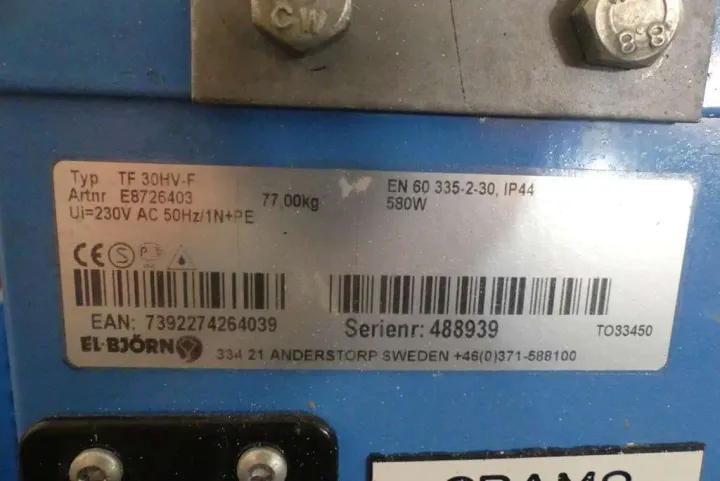 CW
8.8
Typ TF 30HV-F
Artnr E8726403 77,00kg
Ui=230V AC 50Hz/1N+PE
EN 60 335-2-30, IP44
580W
CE S
EAN: 7392274264039
Serienr: 488939
TO33450
EL·BJÖRN
334 21 ANDERSTORP SWEDEN +46(0)371-588100
CRAMO